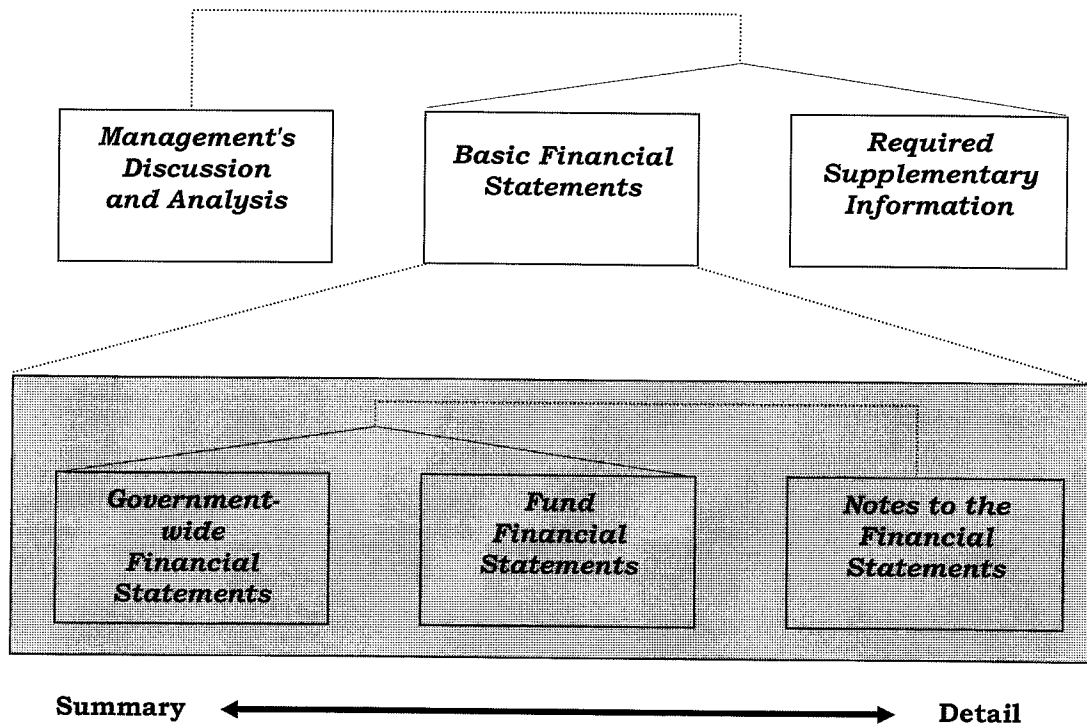 Management's
Discussion
and Analysis
Basic Financial
Statements
Required
Supplementary
Information
Government-
wide
Financial
Statements
Fund
Financial
Statements
Notes to the
Financial
Statements
Summary
Detail